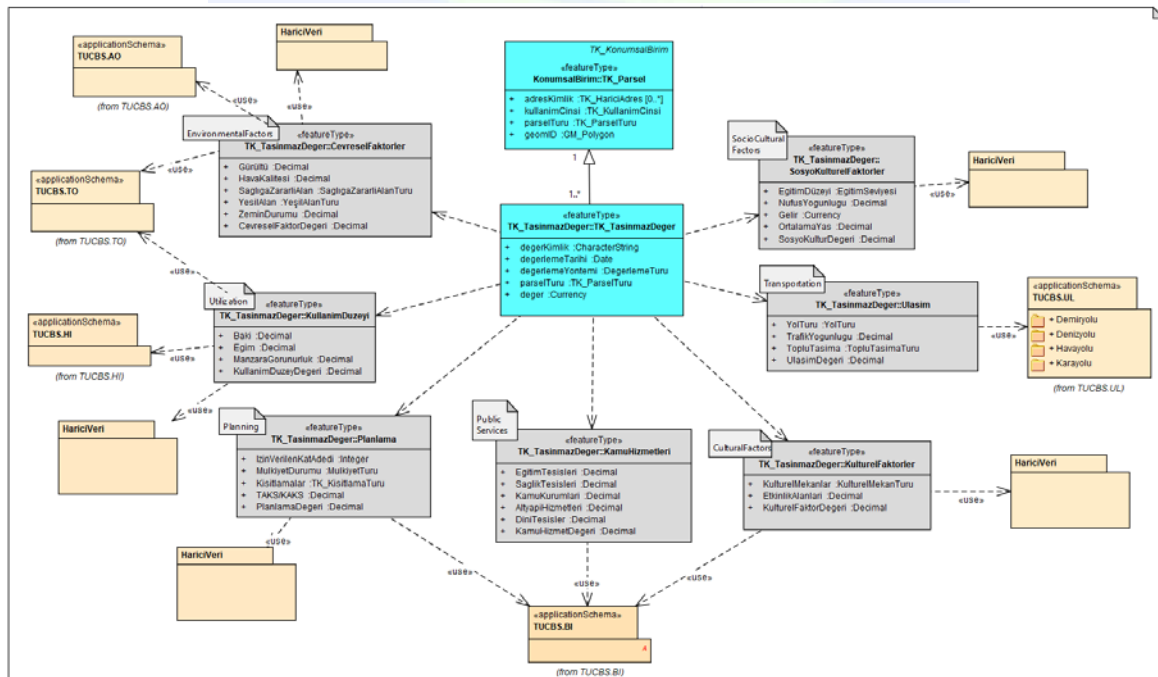 «applicationSchema»
TUCBS.AO
(from TUCBS.AO)
HariciVeri
«use»
«use»
TK_KonumsalBirim
«featureType»
KonumsalBirim::TK_Parsel
+ adresKimlik :TK_HariciAdres [0..*]
+ kullanimCinsi :TK_KullanimCinsi
+ parselTuru :TK_ParselTuru
+ geomID :GM_Polygon
1
1..*
EnvironmentalFactors
«featureType»
TK_TasinmazDeger::CevreselFaktorler
+ Gürültü :Decimal
+ HavaKalitesi :Decimal
+ SaglıgaZararliAlan :SaglıgaZararlıAlanTuru
+ YesilAlan :YeşilAlanTuru
+ ZeminDurumu :Decimal
+ CevreselFaktorDegeri :Decimal
«applicationSchema»
TUCBS.TO
(from TUCBS.TO)
«use»
«use»
SocioCultural
Factors
«featureType»
TK_TasinmazDeger::
SosyoKulturelFaktorler
+ EgitimDüzeyi :EgitimSeviyesi
+ NufusYogunlugu :Decimal
+ Gelir :Currency
+ OrtalamaYas :Decimal
+ SosyoKulturDegeri :Decimal
«use»
HariciVeri
«featureType»
TK_TasinmazDeger::TK_TasinmazDeger
+ degerKimlik :CharacterString
+ degerlemeTarihi :Date
+ degerlemeYontemi :DegerlemeTuru
+ parselTuru :TK_ParselTuru
+ deger :Currency
Transportation
«featureType»
TK_TasinmazDeger::Ulasim
+ YolTuru :YolTuru
+ TrafikYogunlugu :Decimal
+ TopluTasima :TopluTasimaTuru
+ UlasimDegeri :Decimal
«use»
«applicationSchema»
TUCBS.UL
+ Demiryolu
+ Denizyolu
+ Havayolu
+ Karayolu
(from TUCBS.UL)
Utilization
«featureType»
TK_TasinmazDeger::KullanimDuzeyi
+ Baki :Decimal
+ Egim :Decimal
+ ManzaraGorunurluk :Decimal
+ KullanimDuzeyDegeri :Decimal
«applicationSchema»
TUCBS.HI
(from TUCBS.HI)
«use»
«use»
HariciVeri
Planning
«featureType»
TK_TasinmazDeger::Planlama
+ IzinVerilenKatAdedi :Integer
+ MulkiyetDurumu :MulkiyetTuru
+ Kisitlamalar :TK_KisitlamaTuru
+ TAKS/KAKS :Decimal
+ PlanlamaDegeri :Decimal
«use»
HariciVeri
Public
Services
«featureType»
TK_TasinmazDeger::KamuHizmetleri
+ EgitimTesisleri :Decimal
+ SaglikTesisleri :Decimal
+ KamuKurumları :Decimal
+ AltyapiHizmetleri :Decimal
+ DiniTesisler :Decimal
+ KamuHizmetDegeri :Decimal
CulturalFactors
«featureType»
TK_TasinmazDeger::KulturelFaktorler
+ KulturelMekanlar :KulturelMekanTuru
+ EtkinlikAlanlari :Decimal
+ KulturelFaktorDegeri :Decimal
«use»
HariciVeri
«use»
«use»
«use»
«applicationSchema»
TUCBS.BI
(from TUCBS.BI)